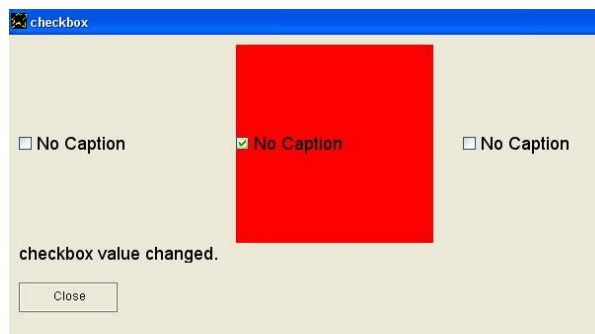 checkbox
No Caption
No Caption
No Caption
checkbox value changed.
Close